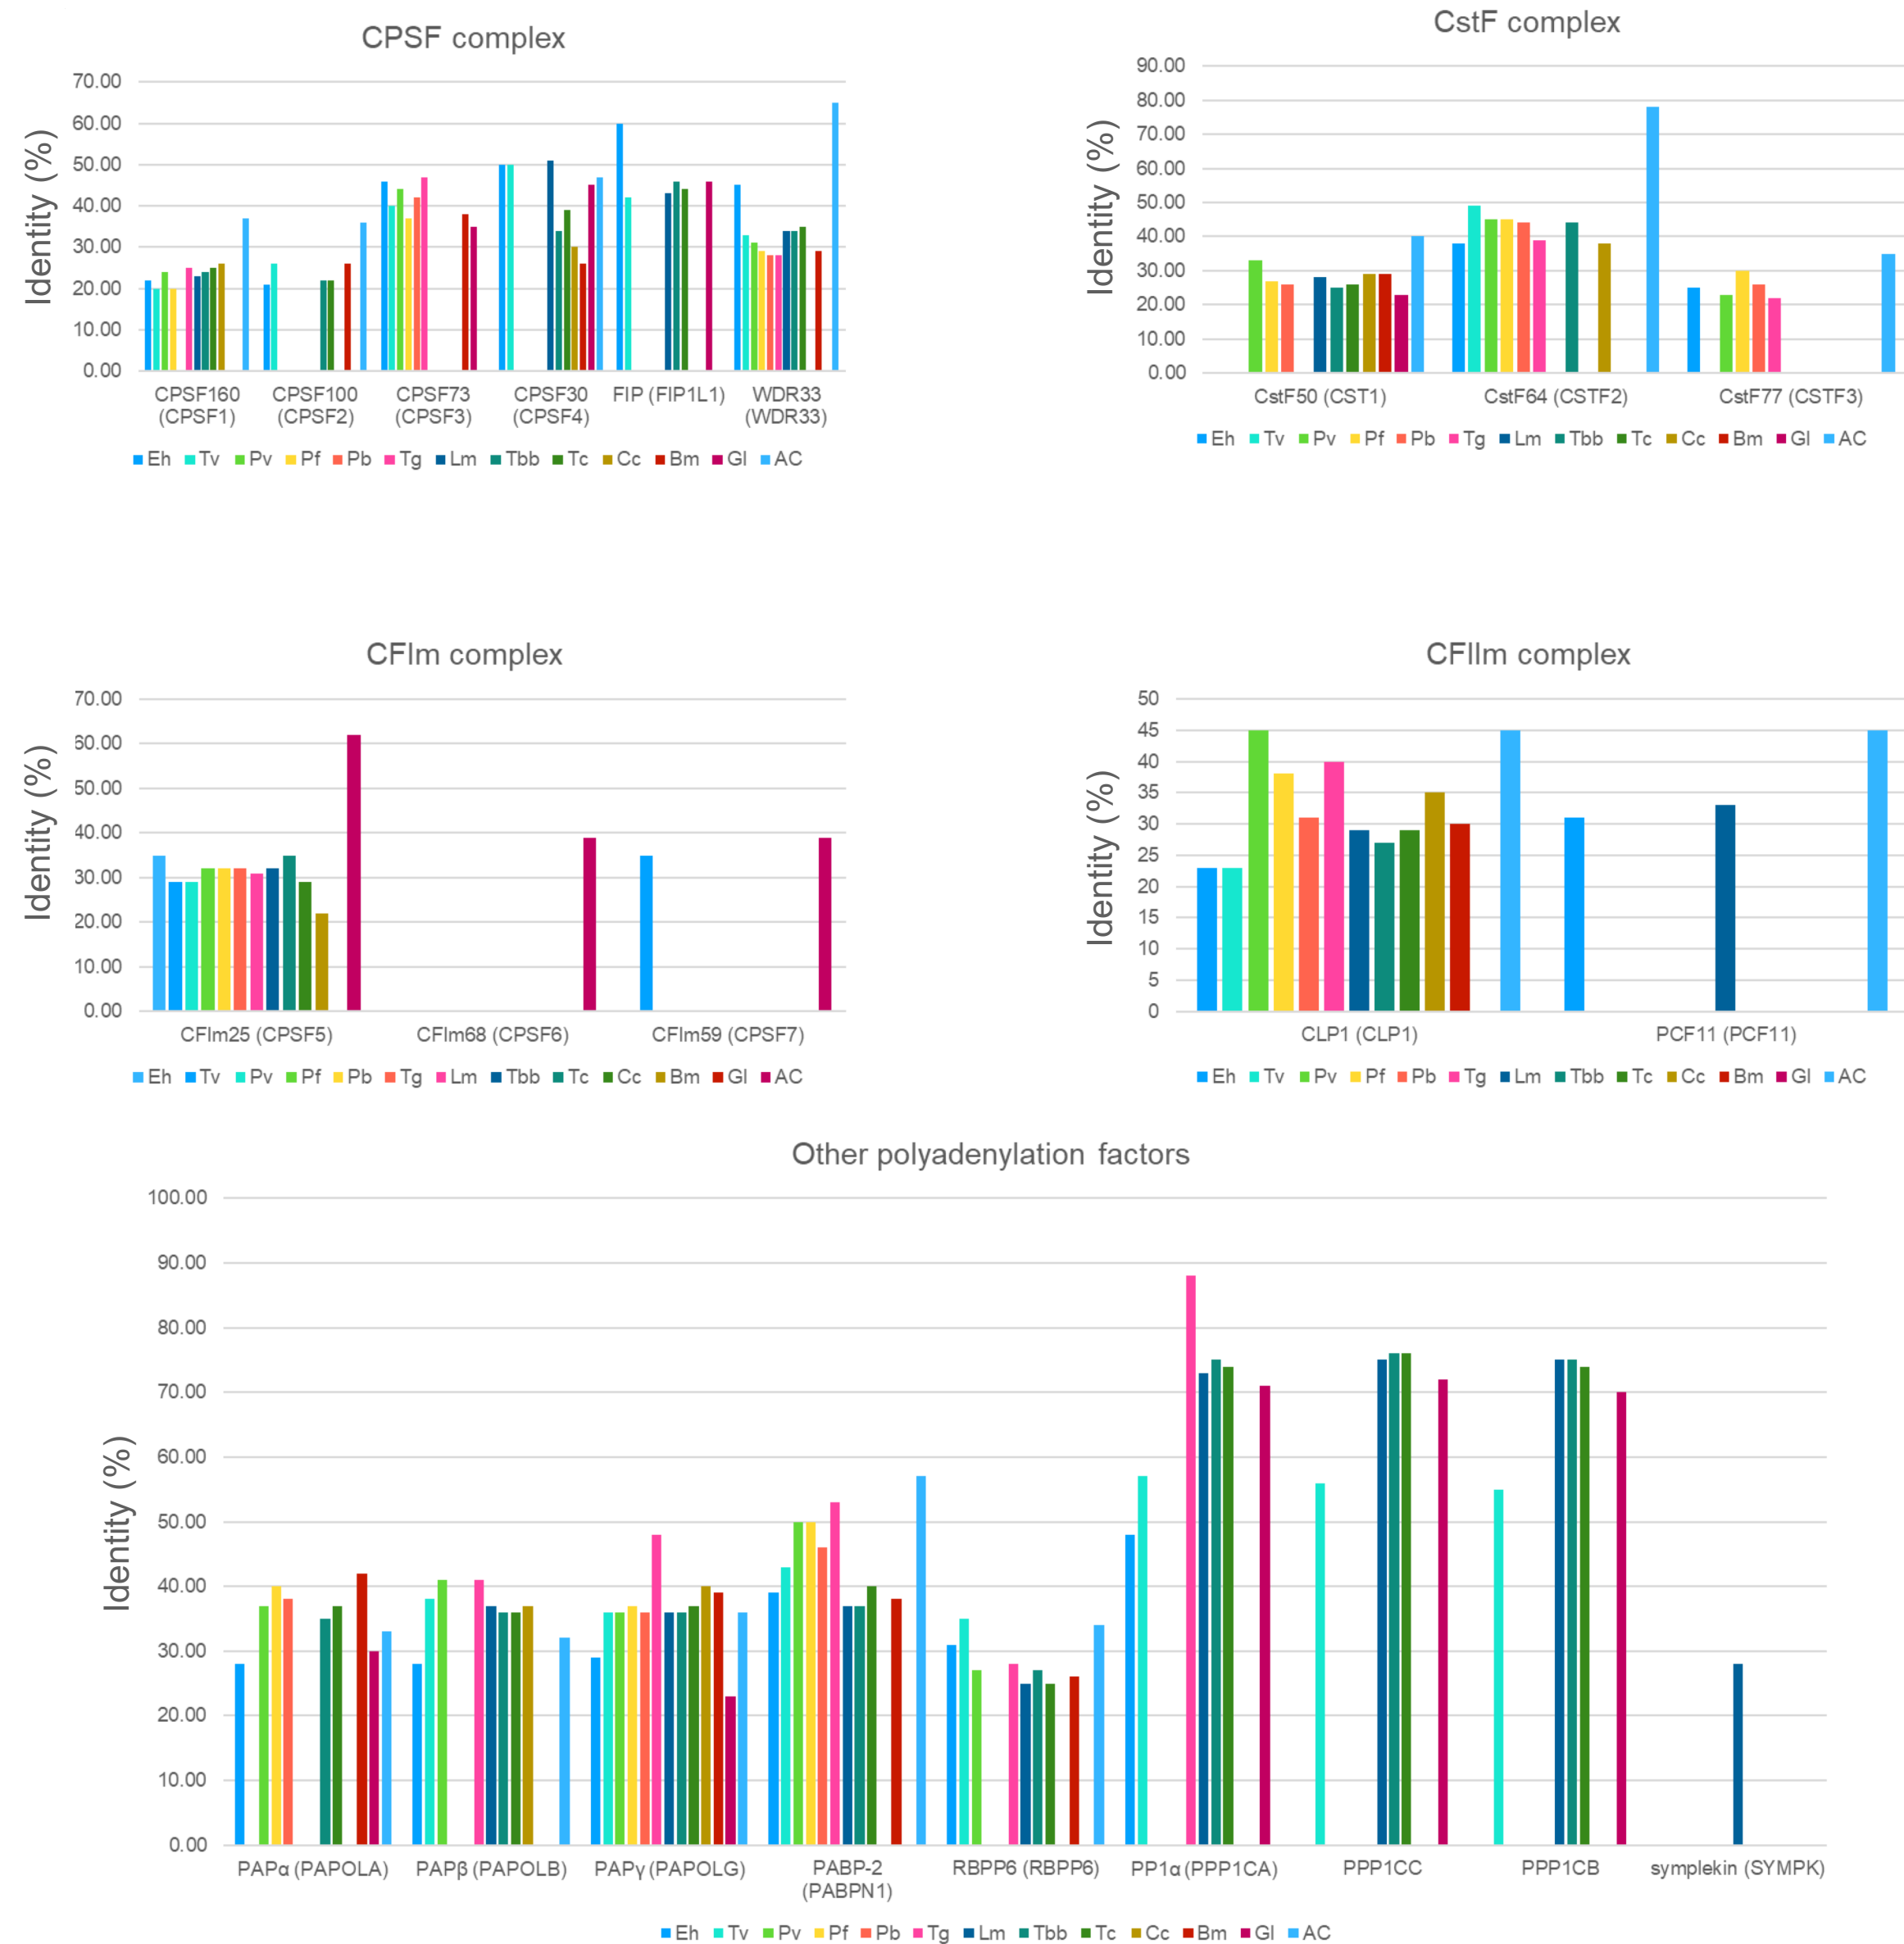 CPSF complex
Identity (%)
70.00
60.00
50.00
40.00
30.00
20.00
10.00
0.00
CPSF160 (CPSF1)
CPSF100 (CPSF2)
CPSF73 (CPSF3)
CPSF30 (CPSF4)
FIP (FIP1L1)
WDR33 (WDR33)
Eh Tv Pv Pf Pb Tg Lm Tbb Tc Cc Bm Gl AC
CstF complex
Identity (%)
90.00
80.00
70.00
60.00
50.00
40.00
30.00
20.00
10.00
0.00
CstF50 (CST1)
CstF64 (CSTF2)
CstF77 (CSTF3)
Eh Tv Pv Pf Pb Tg Lm Tbb Tc Cc Bm Gl AC
CFIm complex
Identity (%)
70.00
60.00
50.00
40.00
30.00
20.00
10.00
0.00
CFIm25 (CPSF5)
CFIm68 (CPSF6)
CFIm59 (CPSF7)
Eh Tv Pv Pf Pb Tg Lm Tbb Tc Cc Bm Gl AC
CFIIm complex
Identity (%)
50
45
40
35
30
25
20
15
10
5
0
CLP1 (CLP1)
PCF11 (PCF11)
Eh Tv Pv Pf Pb Tg Lm Tbb Tc Cc Bm Gl AC
Other polyadenylation factors
Identity (%)
100.00
90.00
80.00
70.00
60.00
50.00
40.00
30.00
20.00
10.00
0.00
PAPα (PAPOLA)
PAPβ (PAPOLB)
PAPγ (PAPOLG)
PABP-2
(PABPN1)
RBPP6 (RBPP6)
PP1α (PPP1CA)
PPP1CC
PPP1CB
symplekin (SYMPK)
Eh Tv Pv Pf Pb Tg Lm Tbb Tc Cc Bm Gl AC